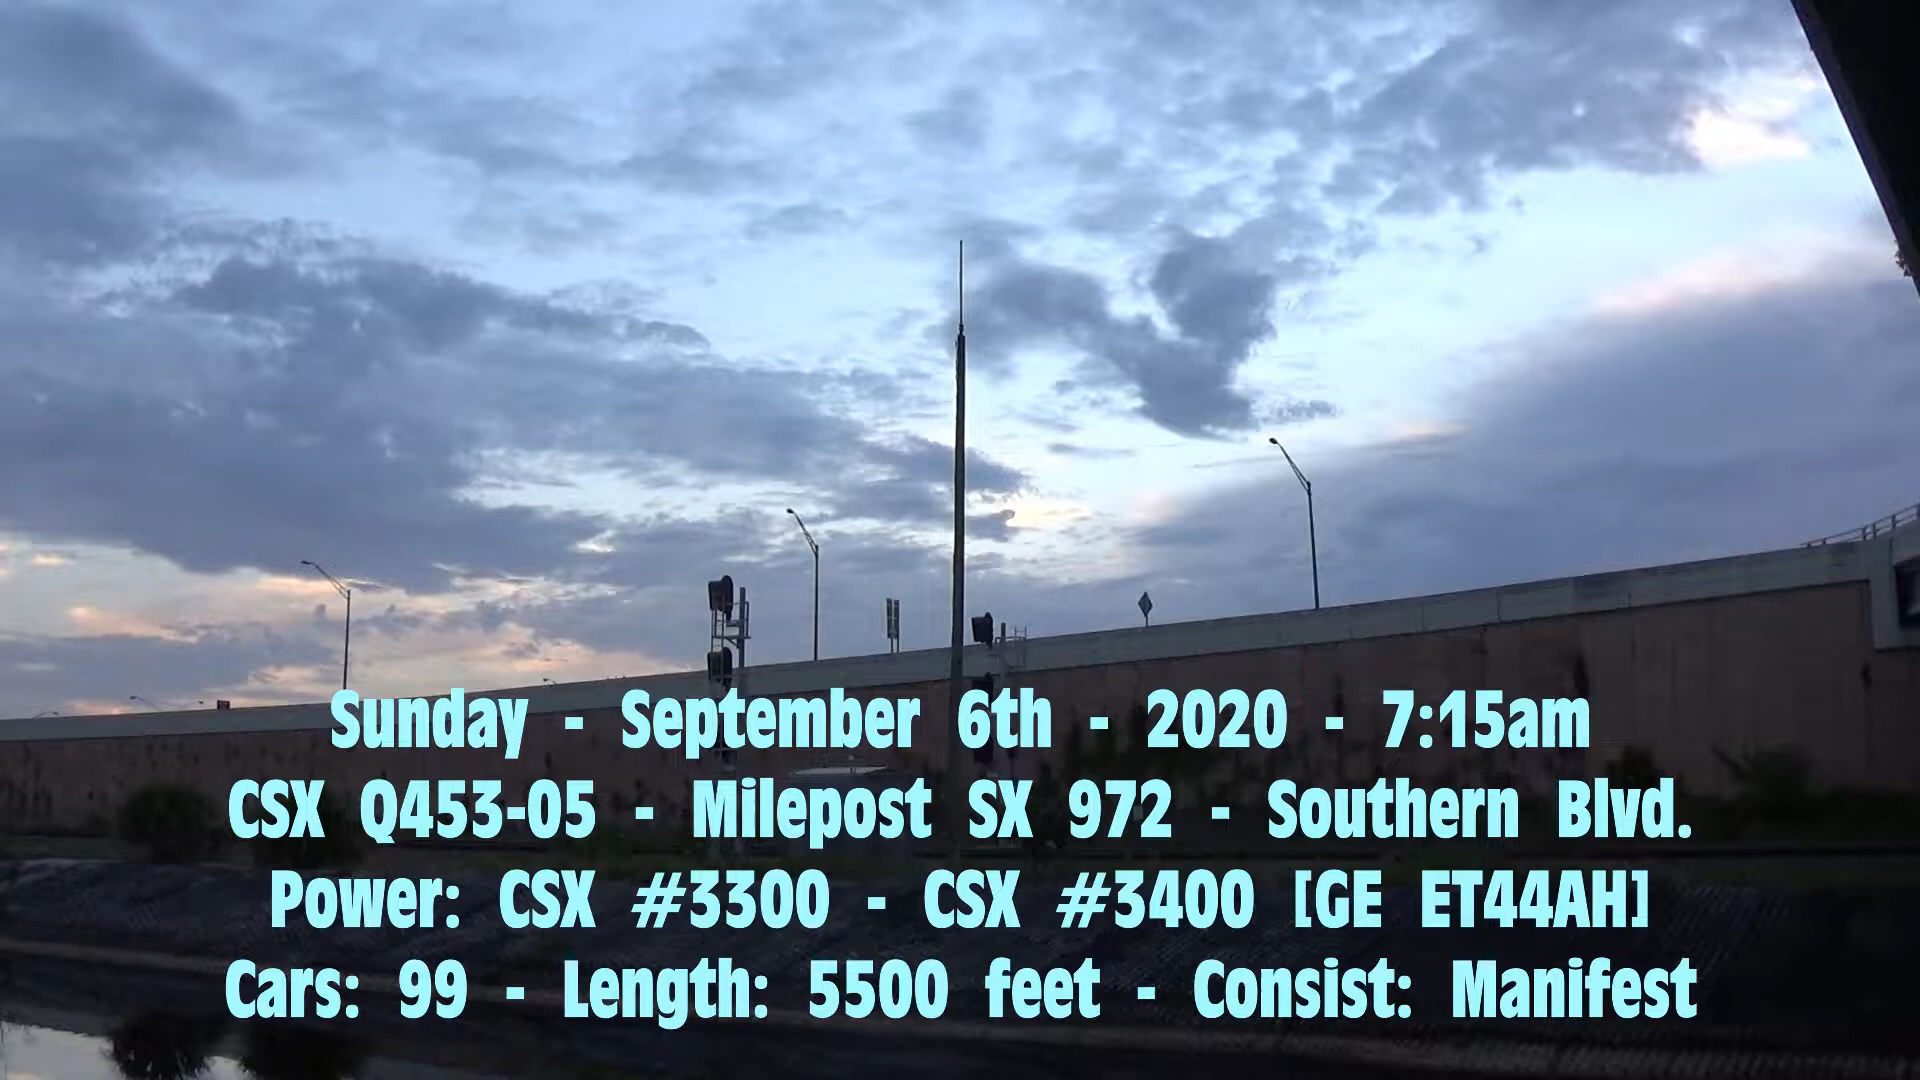 Sunday - September 6th - 2020 - 7:15am
CSX Q453-05 - Milepost SX 972 - Southern Blvd.
Power: CSX #3300 - CSX #3400 [GE ET44AH]
Cars: 99 - Length: 5500 feet - Consist: Manifest